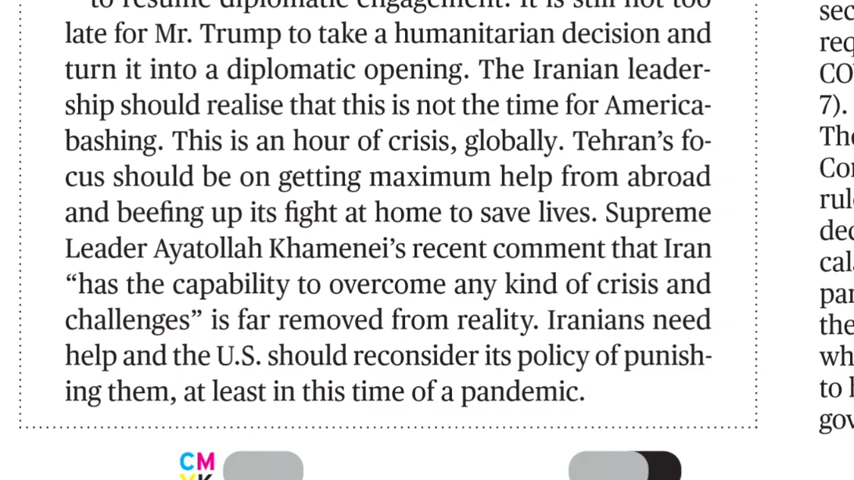 to resume diplomatic engagement. It is still not too
late for Mr. Trump to take a humanitarian decision and
turn it into a diplomatic opening. The Iranian leader-
ship should realise that this is not the time for America-
bashing. This is an hour of crisis, globally. Tehran’s fo-
cus should be on getting maximum help from abroad
and beefing up its fight at home to save lives. Supreme
Leader Ayatollah Khamenei’s recent comment that Iran
“has the capability to overcome any kind of crisis and
challenges” is far removed from reality. Iranians need
help and the U.S. should reconsider its policy of punish-
ing them, at least in this time of a pandemic.
CM
YK
7).
to